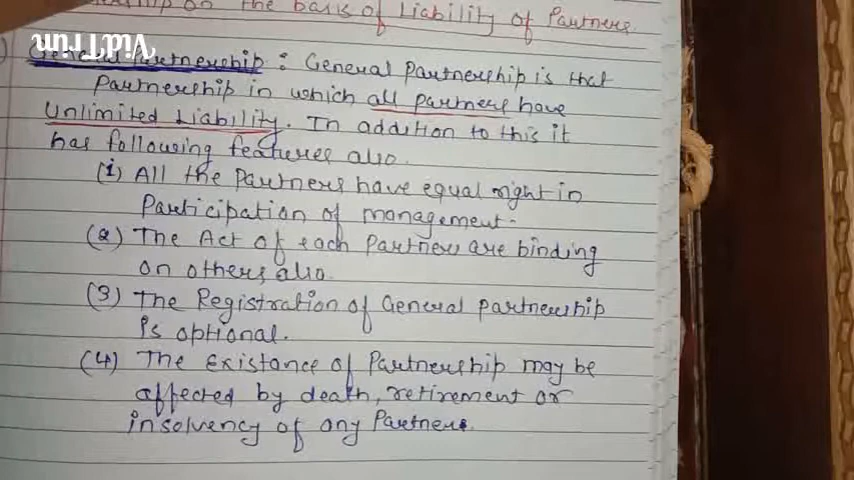 on the basis of Liability of Partners.
General Partnership : General Partnership is that
Partnership in which all partners have
Unlimited Liability. In addition to this it
has following features also.
(i) All the Partners have equal right in
Participation of management.
(2) The Act of each Partners are binding
on others also.
(3) The Registration of General partnership
is optional.
(4) The Existance of Partnership may be
affected by death, retirement or
insolvency of any Partners.